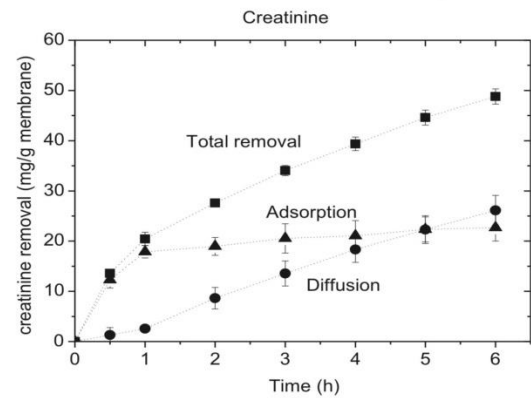 Creatinine
60
50
40
30
20
10
0
creatinine removal (mg/g membrane)
Total removal
Adsorption
Diffusion
0 1 2 3 4 5 6
Time (h)